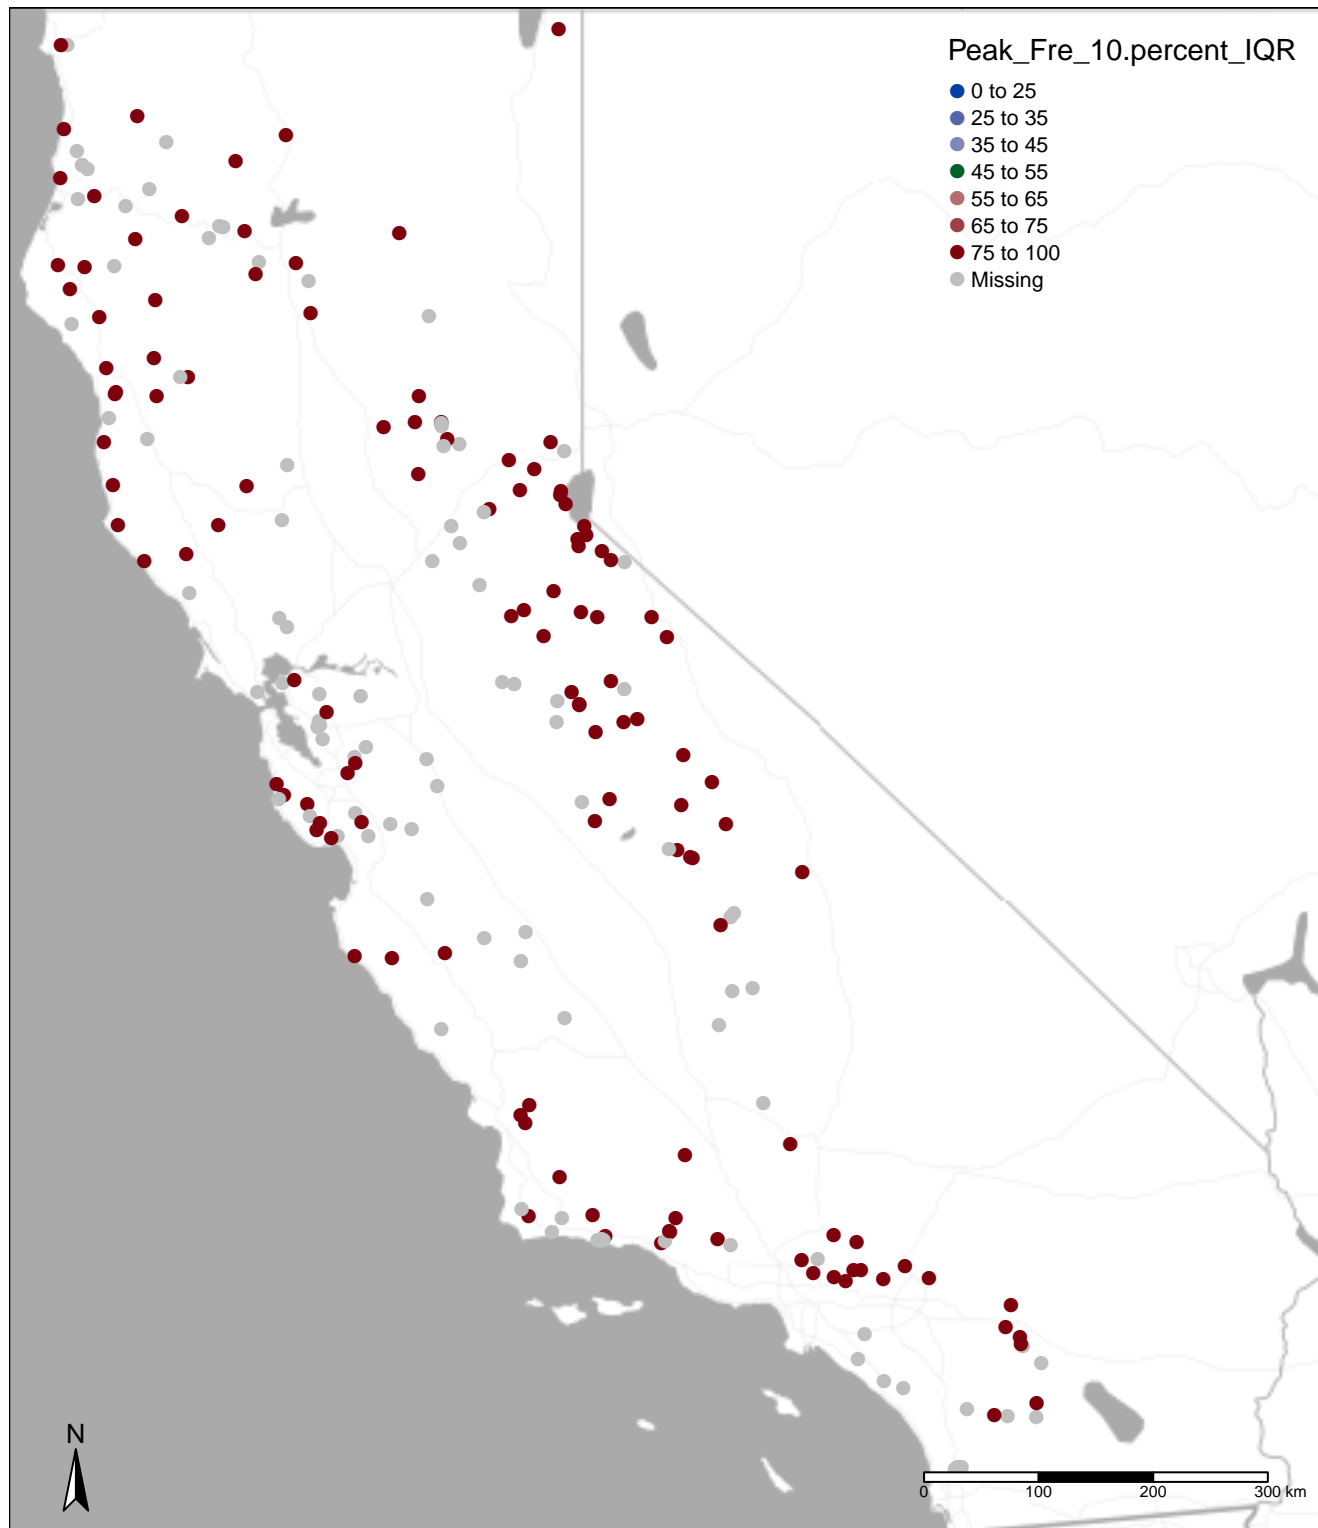 Peak_Fre_10.percent_IQR
0 to 25
25 to 35
35 to 45
45 to 55
55 to 65
65 to 75
75 to 100
Missing
N
0 100 200 300 km